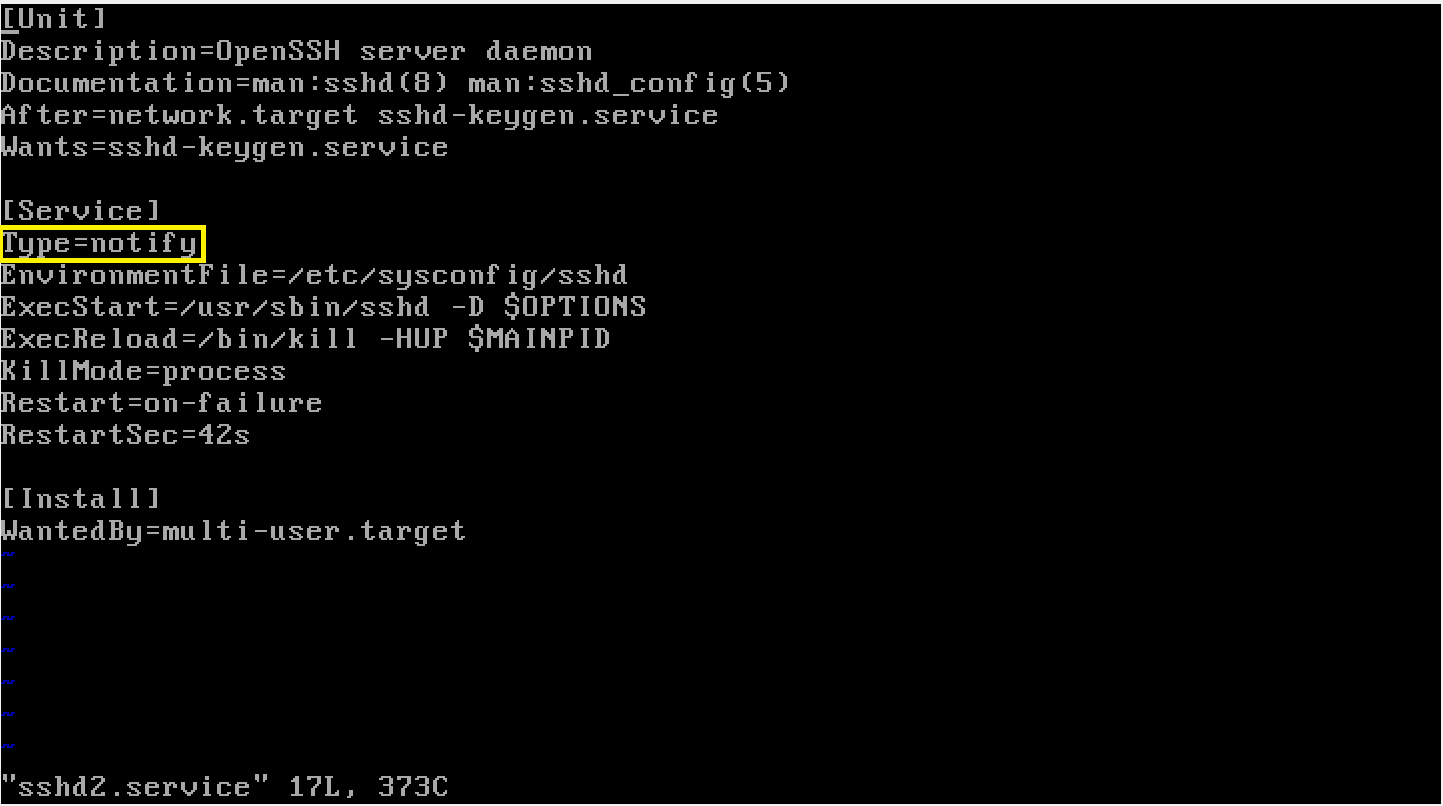 [Unit]
Description=OpenSSH server daemon
Documentation=man:sshd(8) man:sshd_config(5)
After=network.target sshd-keygen.service
Wants=sshd-keygen.service

[Service]
Type=notify
EnvironmentFile=/etc/sysconfig/sshd
ExecStart=/usr/sbin/sshd -D $OPTIONS
ExecReload=/bin/kill -HUP $MAINPID
KillMode=process
Restart=on-failure
RestartSec=42s

[Install]
WantedBy=multi-user.target
~
~
~
~
~
~
~
"sshd2.service" 17L, 373C